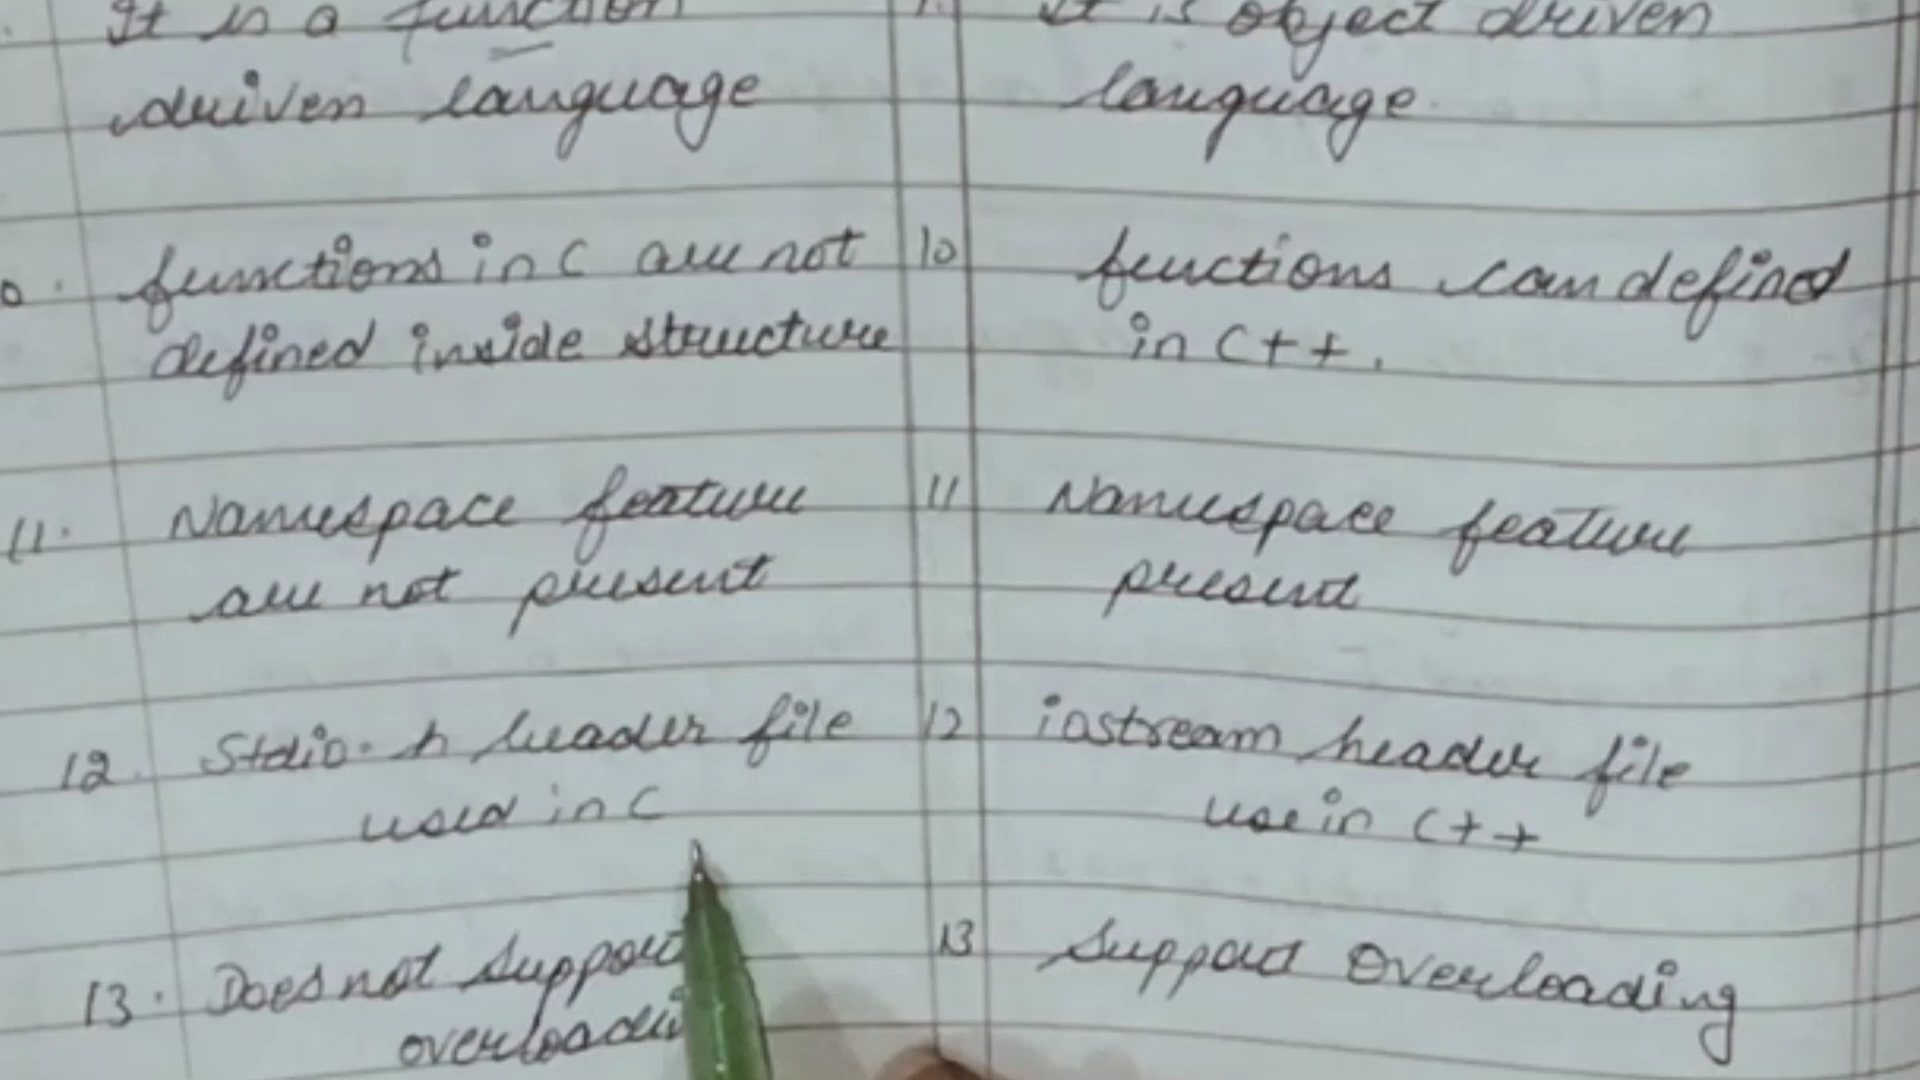 It is a function
driven language
functions in C are not
defined inside structure
11. Namespace feature
are not present
12. Stdio.h header file
used in C
13. Does not support
It is object driven
language.
10 functions can defined
in C++.
11 Namespace feature
present
12 iostream header file
use in C++
13 Support Overloading